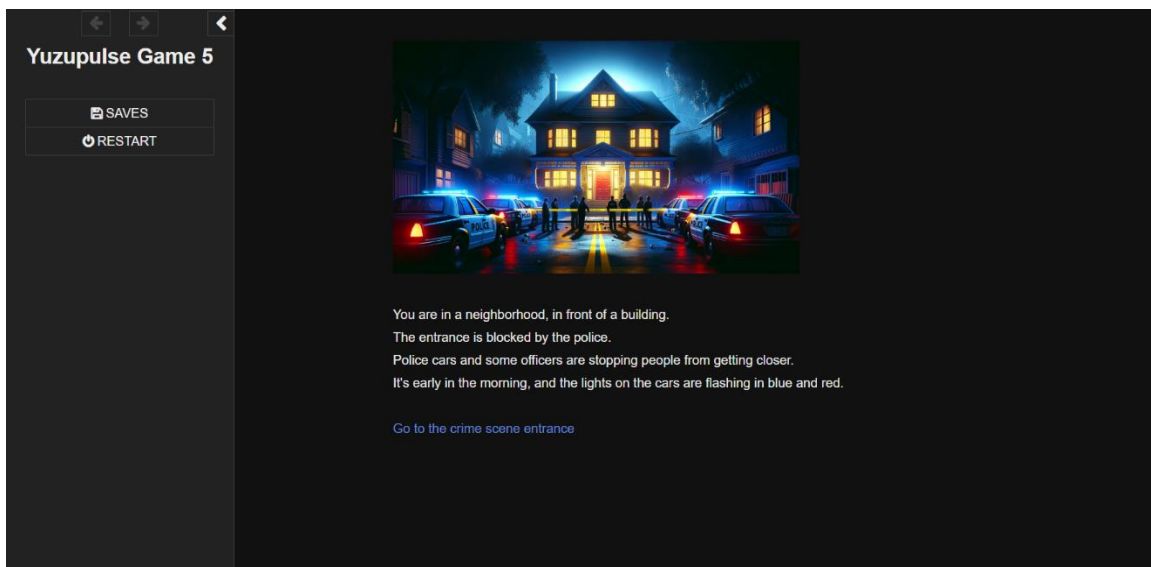 Yuzupulse Game 5
SAVES
RESTART
POLICE
You are in a neighborhood, in front of a building.
The entrance is blocked by the police.
Police cars and some officers are stopping people from getting closer.
It's early in the morning, and the lights on the cars are flashing in blue and red.
Go to the crime scene entrance